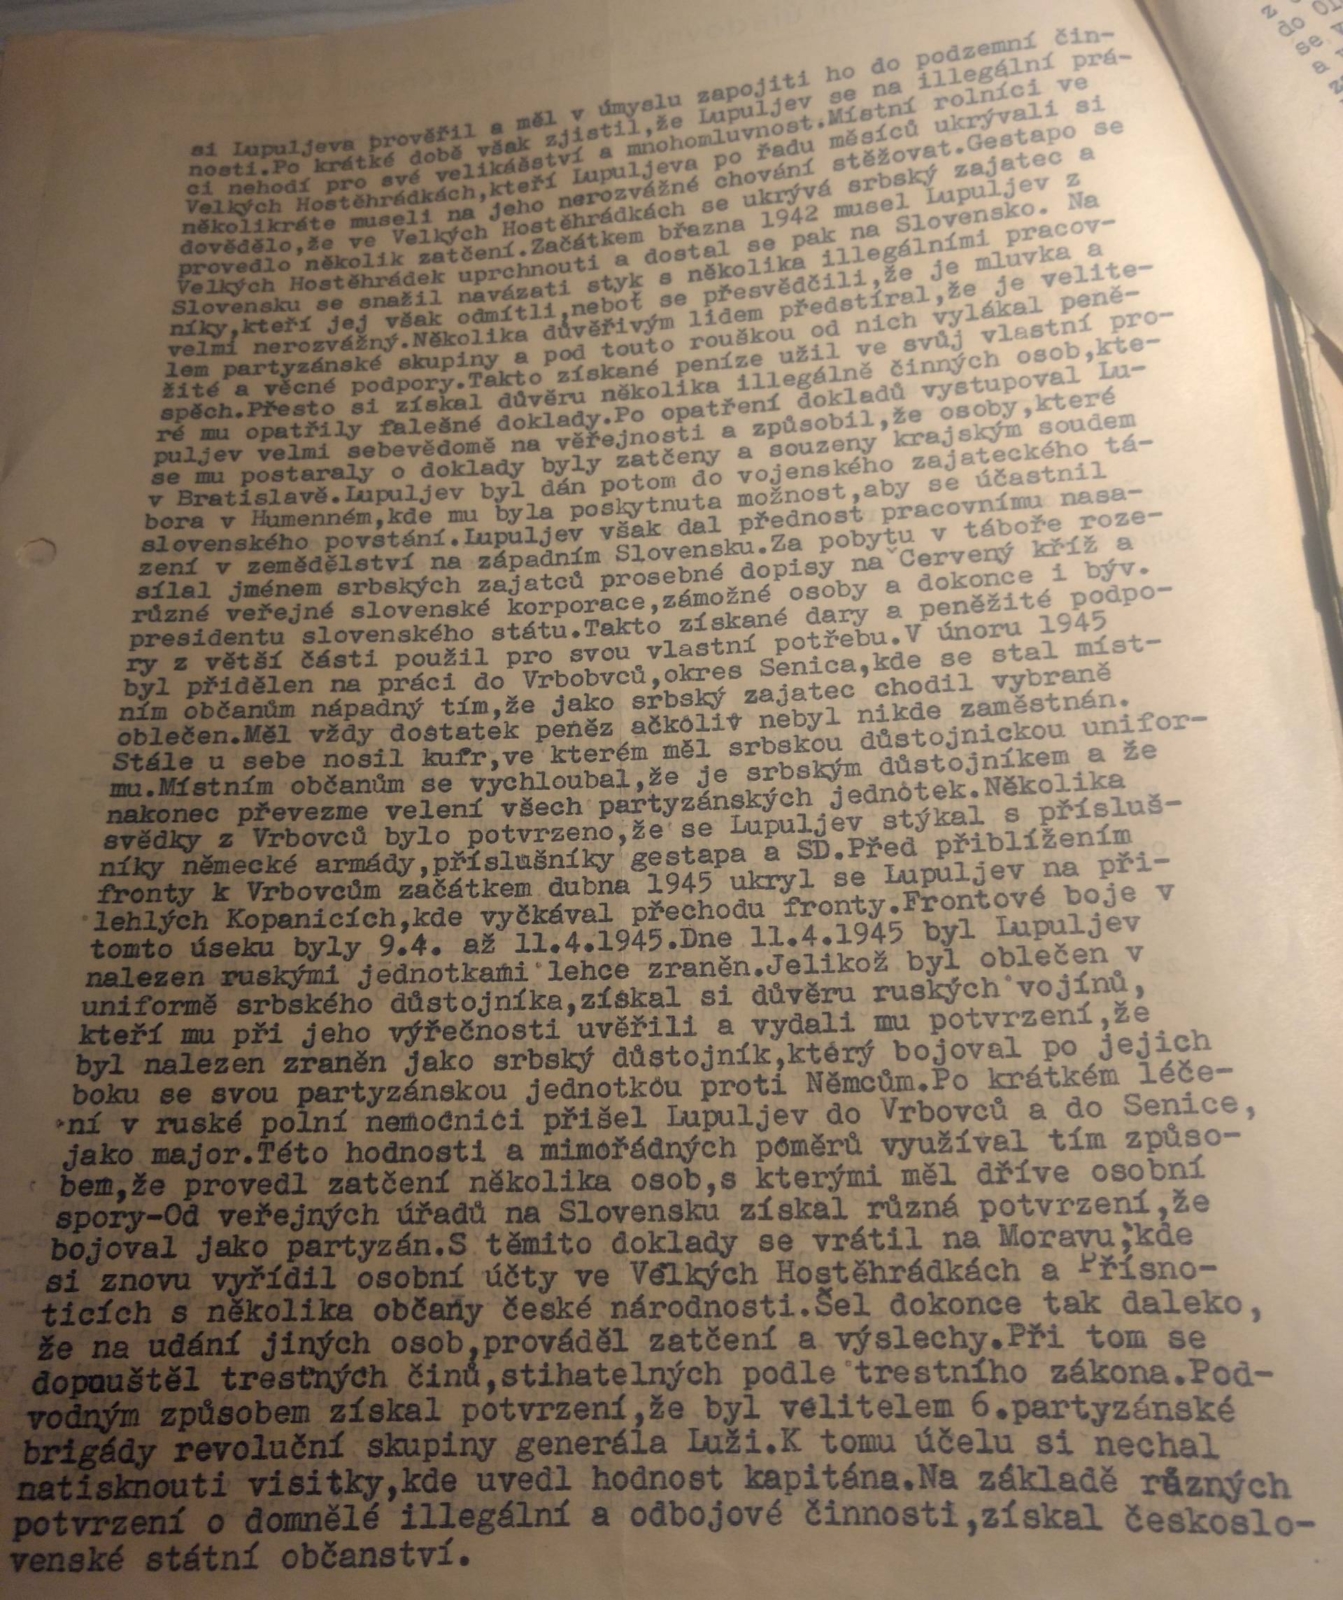 si Lupuljeva prověřil a měl v úmyslu zapojiti ho do podzemní čin-
nosti.Po krátké době však zjistil,že Lupuljev se na illegální prá-
ci nehodí pro své velikášství a mnohomluvnost.Místní rolníci ve
Velkých Hostěhrádkách,kteří Lupuljeva po řadu měsíců ukrývali si
několikráte museli na jeho nerozvážné chování stěžovat.Gestapo se
dovědělo,že ve Velkých Hostěhrádkách se ukrývá srbský zajatec a
provedlo několik zatčení.Začátkem března 1942 musel Lupuljev z
Velkých Hostěhrádek uprchnouti a dostal se pak na Slovensko. Na
Slovensku se snažil navázati styk s několika illegálními pracov-
níky,kteří jej však odmítli,neboť se přesvědčili,že je mluvka a
velmi nerozvážný.Několika důvěřivým lidem předstíral,že je velite-
lem partyzánské skupiny a pod touto rouškou od nich vylákal peně-
žité a věcné podpory.Takto získané peníze užil ve svůj vlastní pro-
spěch.Přesto si získal důvěru několika illegálně činných osob,kte-
ré mu opatřily falešné doklady.Po opatření dokladů vystupoval Lu-
puljev velmi sebevědomě na veřejnosti a způsobil,že osoby,které
se mu postaraly o doklady byly zatčeny a souzeny krajským soudem
v Bratislavě.Lupuljev byl dán potom do vojenského zajateckého tá-
bora v Humenném,kde mu byla poskytnuta možnost,aby se účastnil
slovenského povstání.Lupuljev však dal přednost pracovnímu nasa-
zení v zemědělství na západním Slovensku.Za pobytu v táboře roze-
sílal jménem srbských zajatců prosebné dopisy na Červený kříž a
různé veřejné slovenské korporace,zámožné osoby a dokonce i býv.
presidentu slovenského státu.Takto získané dary a peněžité podpo-
ry z větší části použil pro svou vlastní potřebu.V únoru 1945
byl přidělen na práci do Vrbobvců,okres Senica,kde se stal míst-
ním občanům nápadný tím,že jako srbský zajatec chodil vybraně
oblečen.Měl vždy dostatek peněz ačkoliv nebyl nikde zaměstnán.
Stále u sebe nosil kufr,ve kterém měl srbskou důstojnickou unifor-
mu.Místním občanům se vychloubal,že je srbským důstojníkem a že
nakonec převezme velení všech partyzánských jednotek.Několika
svědky z Vrbovců bylo potvrzeno,že se Lupuljev stýkal s přísluš-
níky německé armády,příslušníky gestapa a SD.Před přiblížením
fronty k Vrbovcům začátkem dubna 1945 ukryl se Lupuljev na při-
lehlých Kopanicích,kde vyčkával přechodu fronty.Frontové boje v
tomto úseku byly 9.4. až 11.4.1945.Dne 11.4.1945 byl Lupuljev
nalezen ruskými jednotkami lehce zraněn.Jelikož byl oblečen v
uniformě srbského důstojníka,získal si důvěru ruských vojínů,
kteří mu při jeho výřečnosti uvěřili a vydali mu potvrzení,že
byl nalezen zraněn jako srbský důstojník,který bojoval po jejich
boku se svou partyzánskou jednotkou proti Němcům.Po krátkém léče-
ní v ruské polní nemocnici přišel Lupuljev do Vrbovců a do Senice,
jako major.Této hodnosti a mimořádných poměrů využíval tím způso-
bem,že provedl zatčení několika osob,s kterými měl dříve osobní
spory-Od veřejných úřadů na Slovensku získal různá potvrzení,že
bojoval jako partyzán.S těmito doklady se vrátil na Moravu,kde
si znovu vyřídil osobní účty ve Velkých Hostěhrádkách a Přísno-
ticích s několika občany české národnosti.Šel dokonce tak daleko,
že na udání jiných osob,prováděl zatčení a výslechy.Při tom se
dopouštěl trestných činů,stihatelných podle trestního zákona.Pod-
vodným způsobem získal potvrzení,že byl velitelem 6.partyzánské
brigády revoluční skupiny generála Luži.K tomu účelu si nechal
natisknouti visitky,kde uvedl hodnost kapitána.Na základě různých
potvrzení o domnělé illegální a odbojové činnosti,získal českoslo-
venské státní občanství.